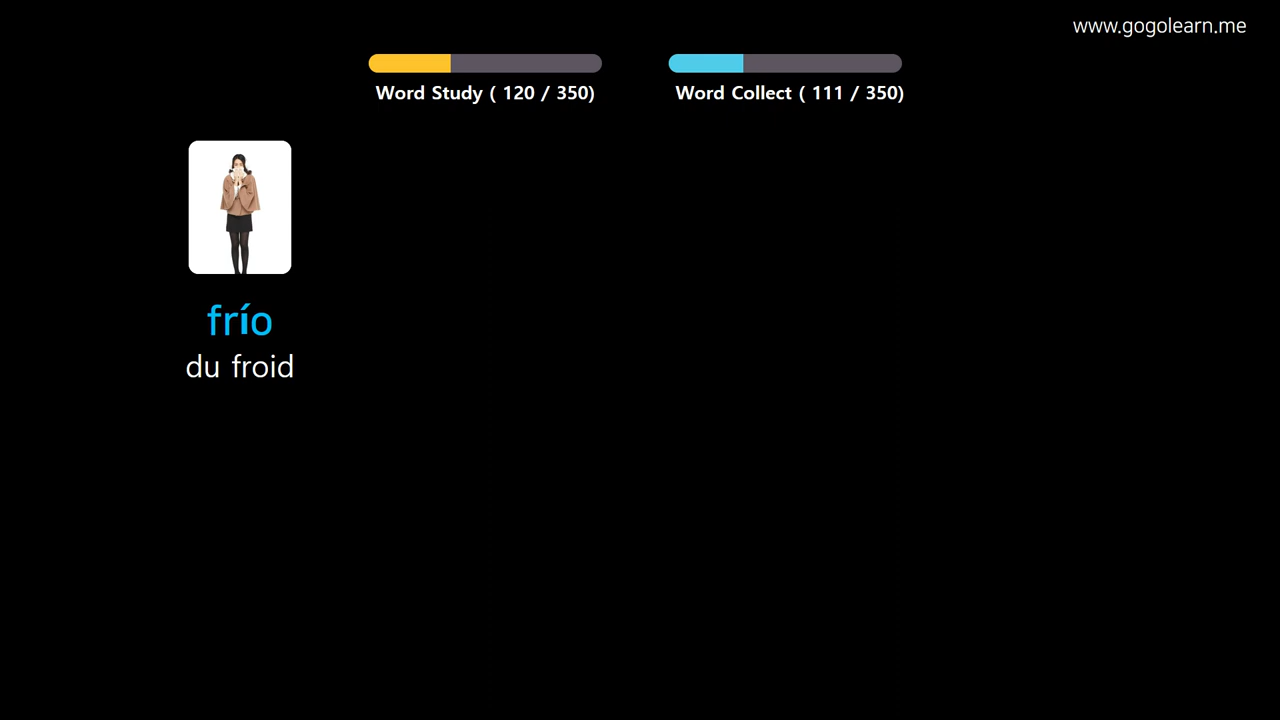 www.gogolearn.me
Word Study ( 120 / 350)
Word Collect ( 111 / 350)
frío
du froid